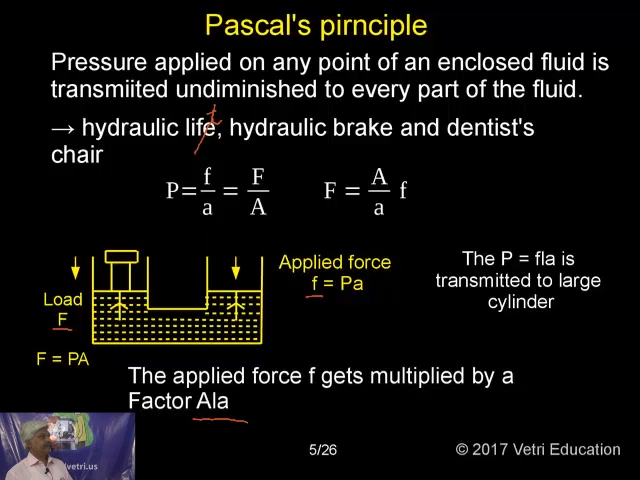 Pascal's pirnciple
Pressure applied on any point of an enclosed fluid is
transmiited undiminished to every part of the fluid.
→ hydraulic life, hydraulic brake and dentist's
t
chair
P= f/a = F/A F = A/a f
Applied force
f = Pa
The P = fla is
transmitted to large
cylinder
Load
F
F = PA
The applied force f gets multiplied by a
Factor Ala
vetri.us
5/26
© 2017 Vetri Education